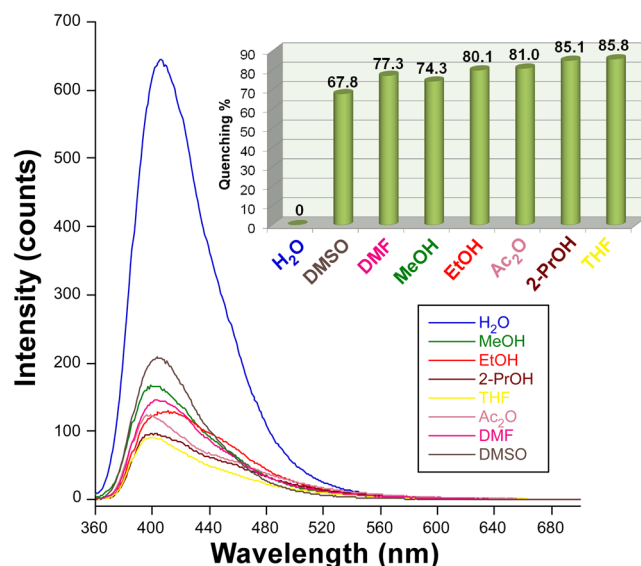 700
600
500
400
300
200
100
0
Intensity (counts)
360
400
440
480
520
560
600
640
680
Wavelength (nm)
90
80
70
60
50
40
30
20
10
0
Quenching %
0
67.8
77.3
74.3
80.1
81.0
85.1
85.8
H₂O
DMSO
DMF
MeOH
EtOH
Ac₂O
2-PrOH
THF
H₂O
MeOH
EtOH
2-PrOH
THF
Ac₂O
DMF
DMSO